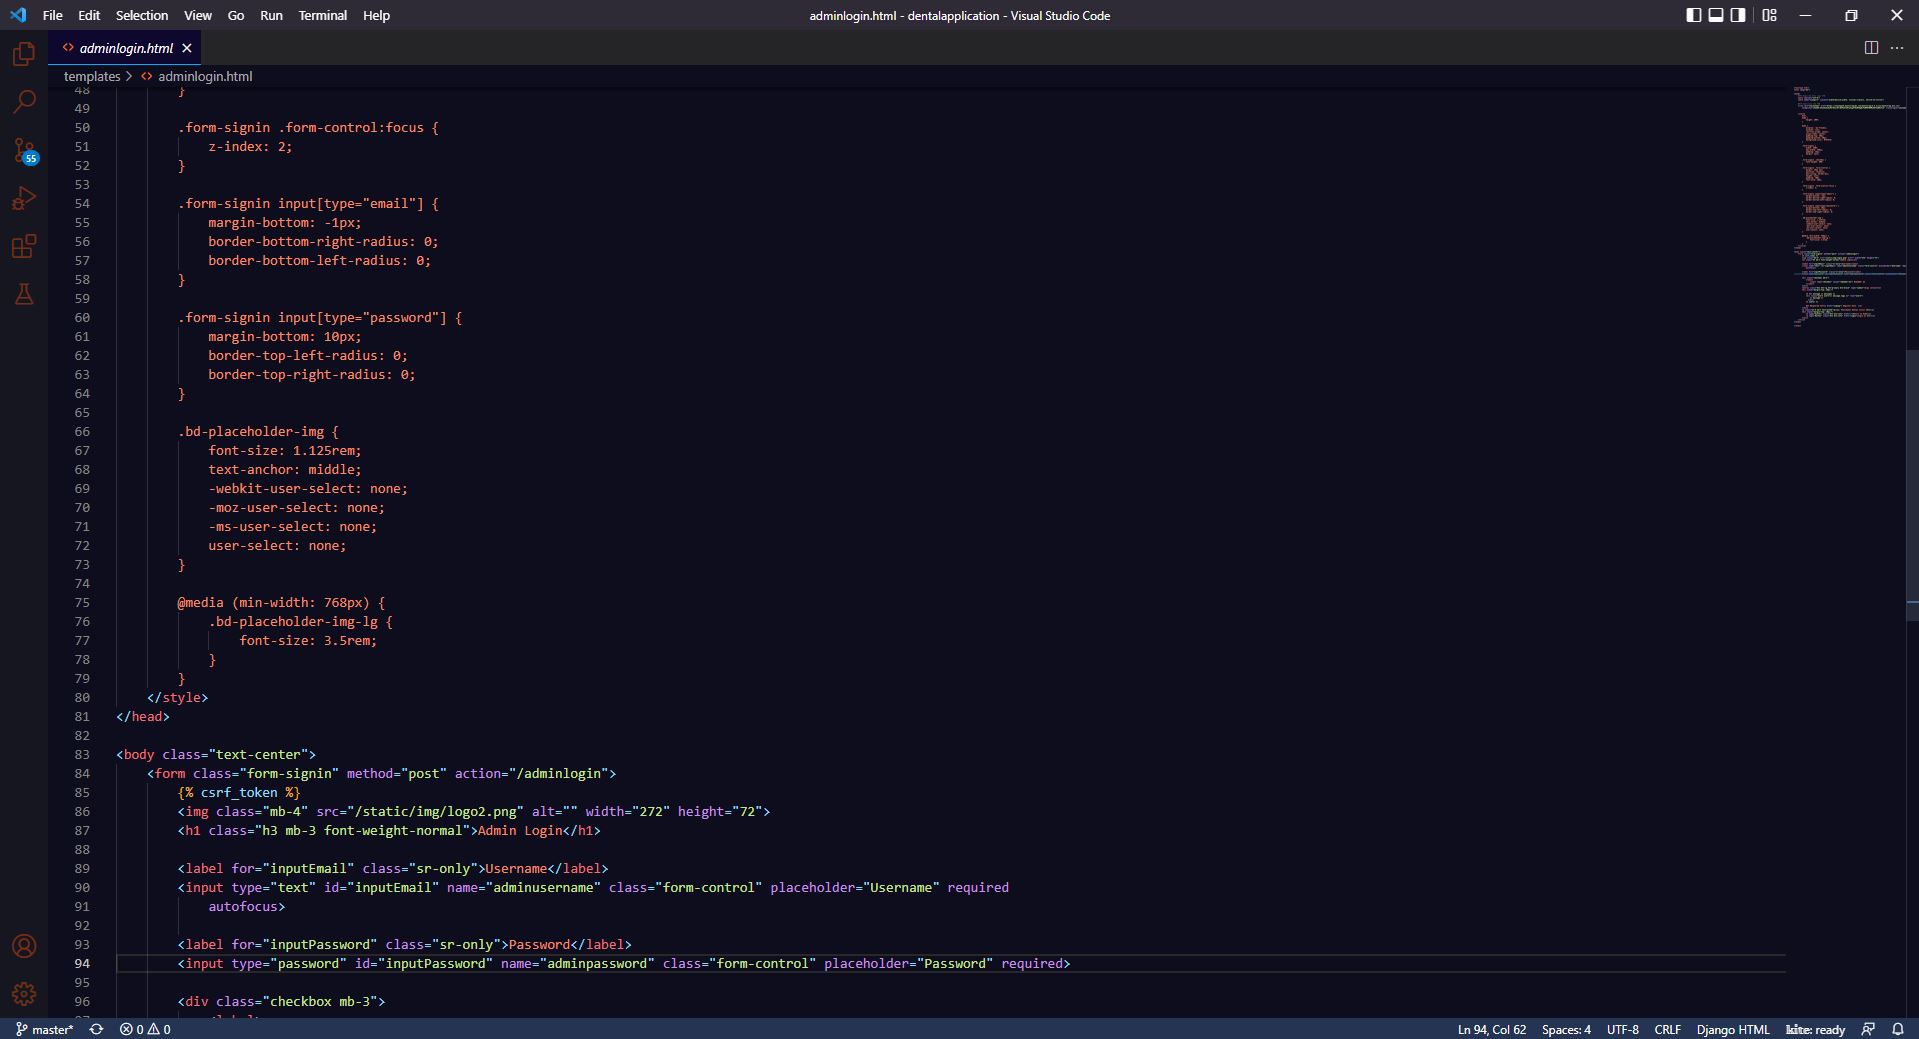 File Edit Selection View Go Run Terminal Help
adminlogin.html - dentalapplication - Visual Studio Code
adminlogin.html
templates > adminlogin.html
55
48 }
49
50 .form-signin .form-control:focus {
51 z-index: 2;
52 }
53
54 .form-signin input[type="email"] {
55 margin-bottom: -1px;
56 border-bottom-right-radius: 0;
57 border-bottom-left-radius: 0;
58 }
59
60 .form-signin input[type="password"] {
61 margin-bottom: 10px;
62 border-top-left-radius: 0;
63 border-top-right-radius: 0;
64 }
65
66 .bd-placeholder-img {
67 font-size: 1.125rem;
68 text-anchor: middle;
69 -webkit-user-select: none;
70 -moz-user-select: none;
71 -ms-user-select: none;
72 user-select: none;
73 }
74
75 @media (min-width: 768px) {
76 .bd-placeholder-img-lg {
77 font-size: 3.5rem;
78 }
79 }
80 </style>
81 </head>
82
83 <body class="text-center">
84 <form class="form-signin" method="post" action="/adminlogin">
85 {% csrf_token %}
86 <img class="mb-4" src="/static/img/logo2.png" alt="" width="272" height="72">
87 <h1 class="h3 mb-3 font-weight-normal">Admin Login</h1>
88
89 <label for="inputEmail" class="sr-only">Username</label>
90 <input type="text" id="inputEmail" name="adminusername" class="form-control" placeholder="Username" required
91 autofocus>
92
93 <label for="inputPassword" class="sr-only">Password</label>
94 <input type="password" id="inputPassword" name="adminpassword" class="form-control" placeholder="Password" required>
95
96 <div class="checkbox mb-3">
master* 0 0
Ln 94, Col 62 Spaces: 4 UTF-8 CRLF Django HTML kite: ready